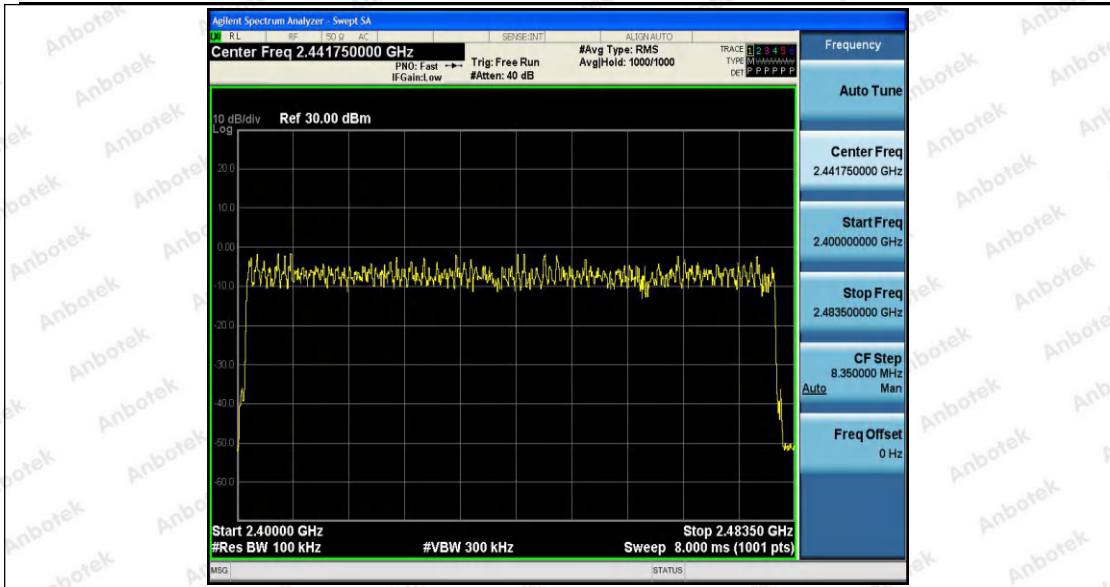 Agilent Spectrum Analyzer - Swept SA
RL RF 50 Ω AC SENSE:INT ALIGNAUTO
Center Freq 2.441750000 GHz
PNO: Fast
IFGain:Low
Trig: Free Run
#Atten: 40 dB
#Avg Type: RMS
Avg|Hold: 1000/1000
TRACE 1 2 3 4 5 6
TYPE M
DET P P P P P P
10 dB/div Ref 30.00 dBm
Log
20.0
10.0
0.00
-10.0
-20.0
-30.0
-40.0
-50.0
-60.0
Start 2.40000 GHz Stop 2.48350 GHz
#Res BW 100 kHz #VBW 300 kHz Sweep 8.000 ms (1001 pts)
MSG STATUS
Frequency
Auto Tune
Center Freq
2.441750000 GHz
Start Freq
2.400000000 GHz
Stop Freq
2.483500000 GHz
CF Step
8.350000 MHz
Auto Man
Freq Offset
0 Hz
Anbotek